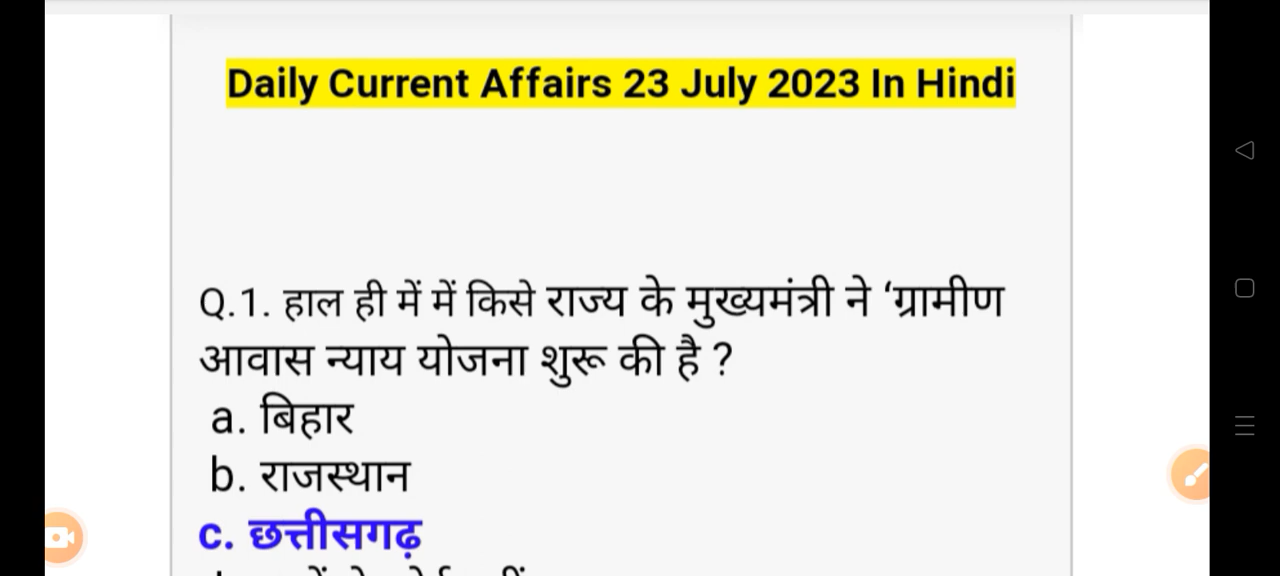 Daily Current Affairs 23 July 2023 In Hindi
Q.1. हाल ही में में किसे राज्य के मुख्यमंत्री ने ‘ग्रामीण
आवास न्याय योजना शुरू की है ?
a. बिहार
b. राजस्थान
c. छत्तीसगढ़